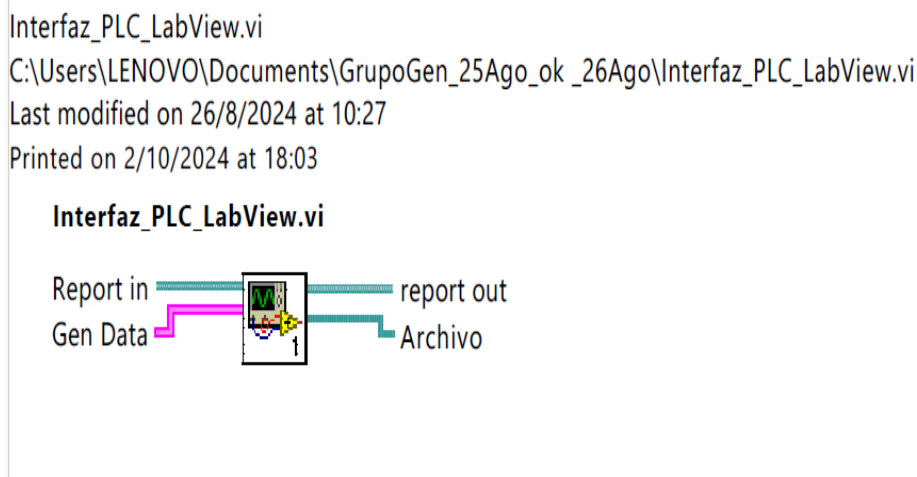 Interfaz_PLC_LabView.vi
C:\Users\LENOVO\Documents\GrupoGen_25Ago_ok _26Ago\Interfaz_PLC_LabView.vi
Last modified on 26/8/2024 at 10:27
Printed on 2/10/2024 at 18:03
Interfaz_PLC_LabView.vi
Report in
report out
Gen Data
Archivo
1